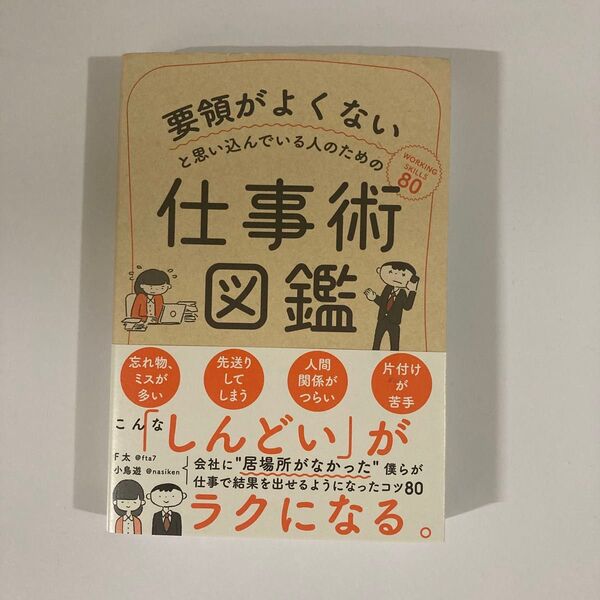 要領がよくない
と思い込んでいる人のための
WORKING
SKILLS
80
仕事術
図鑑
忘れ物、
ミスが
多い
先送り
して
しまう
人間
関係が
つらい
片付け
が
苦手
こんな「しんどい」が
F太 @fta7
小鳥遊 @nasiken
会社に"居場所がなかった"僕らが
仕事で結果を出せるようになったコツ80
ラクになる。